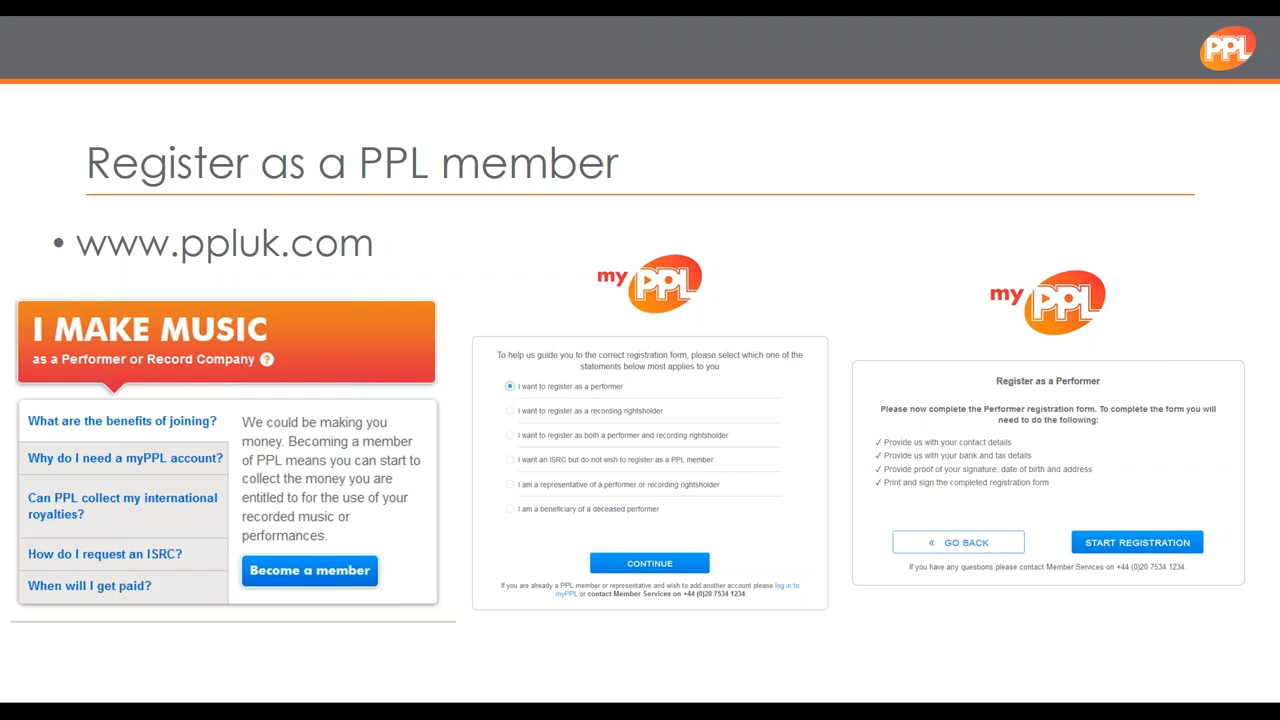 PPL
Register as a PPL member
• www.ppluk.com
I MAKE MUSIC
as a Performer or Record Company ?
What are the benefits of joining?
Why do I need a myPPL account?
Can PPL collect my international
royalties?
How do I request an ISRC?
When will I get paid?
We could be making you
money. Becoming a member
of PPL means you can start to
collect the money you are
entitled to for the use of your
recorded music or
performances.
Become a member
my PPL
To help us guide you to the correct registration form, please select which one of the
statements below most applies to you
I want to register as a performer
I want to register as a recording rightsholder
I want to register as both a performer and recording rightsholder
I want an ISRC but do not wish to register as a PPL member
I am a representative of a performer or recording rightsholder
I am a beneficiary of a deceased performer
CONTINUE
If you are already a PPL member or representative and wish to add another account please log in to
myPPL or contact Member Services on +44 (0)20 7534 1234
my PPL
Register as a Performer
Please now complete the Performer registration form. To complete the form you will
need to do the following:
✓ Provide us with your contact details
✓ Provide us with your bank and tax details
✓ Provide proof of your signature, date of birth and address
✓ Print and sign the completed registration form
« GO BACK
START REGISTRATION
If you have any questions please contact Member Services on +44 (0)20 7534 1234.